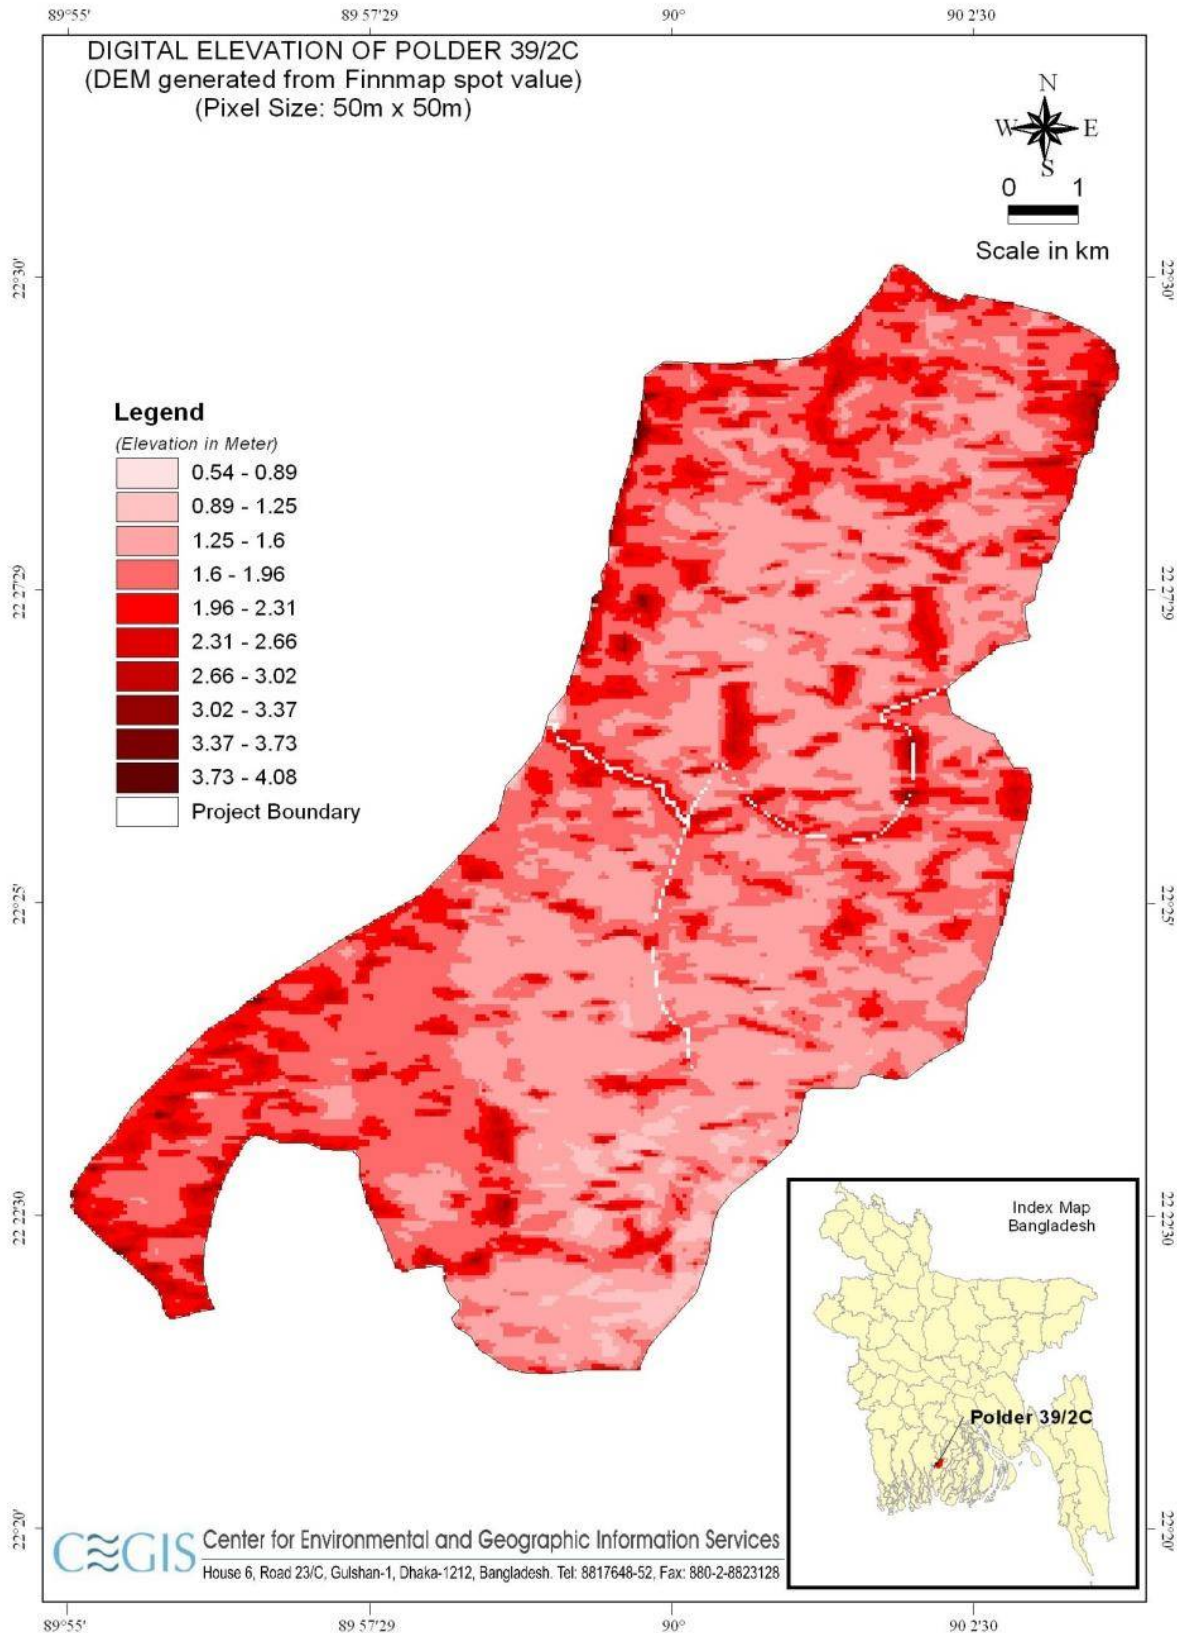 89°55'
89 57'29
90°
90 2'30
DIGITAL ELEVATION OF POLDER 39/2C
(DEM generated from Finnmap spot value)
(Pixel Size: 50m x 50m)
N
W E
S
0 1
Scale in km
22°30'
22°30'
Legend
(Elevation in Meter)
0.54 - 0.89
0.89 - 1.25
1.25 - 1.6
1.6 - 1.96
1.96 - 2.31
2.31 - 2.66
2.66 - 3.02
3.02 - 3.37
3.37 - 3.73
3.73 - 4.08
Project Boundary
22 27'29
22 27'29
22°25'
22°25'
22 22'30
22 22'30
Index Map
Bangladesh
Polder 39/2C
22°20'
22°20'
CEGIS Center for Environmental and Geographic Information Services
House 6, Road 23/C, Gulshan-1, Dhaka-1212, Bangladesh. Tel: 8817648-52, Fax: 880-2-8823128
89°55'
89 57'29
90°
90 2'30